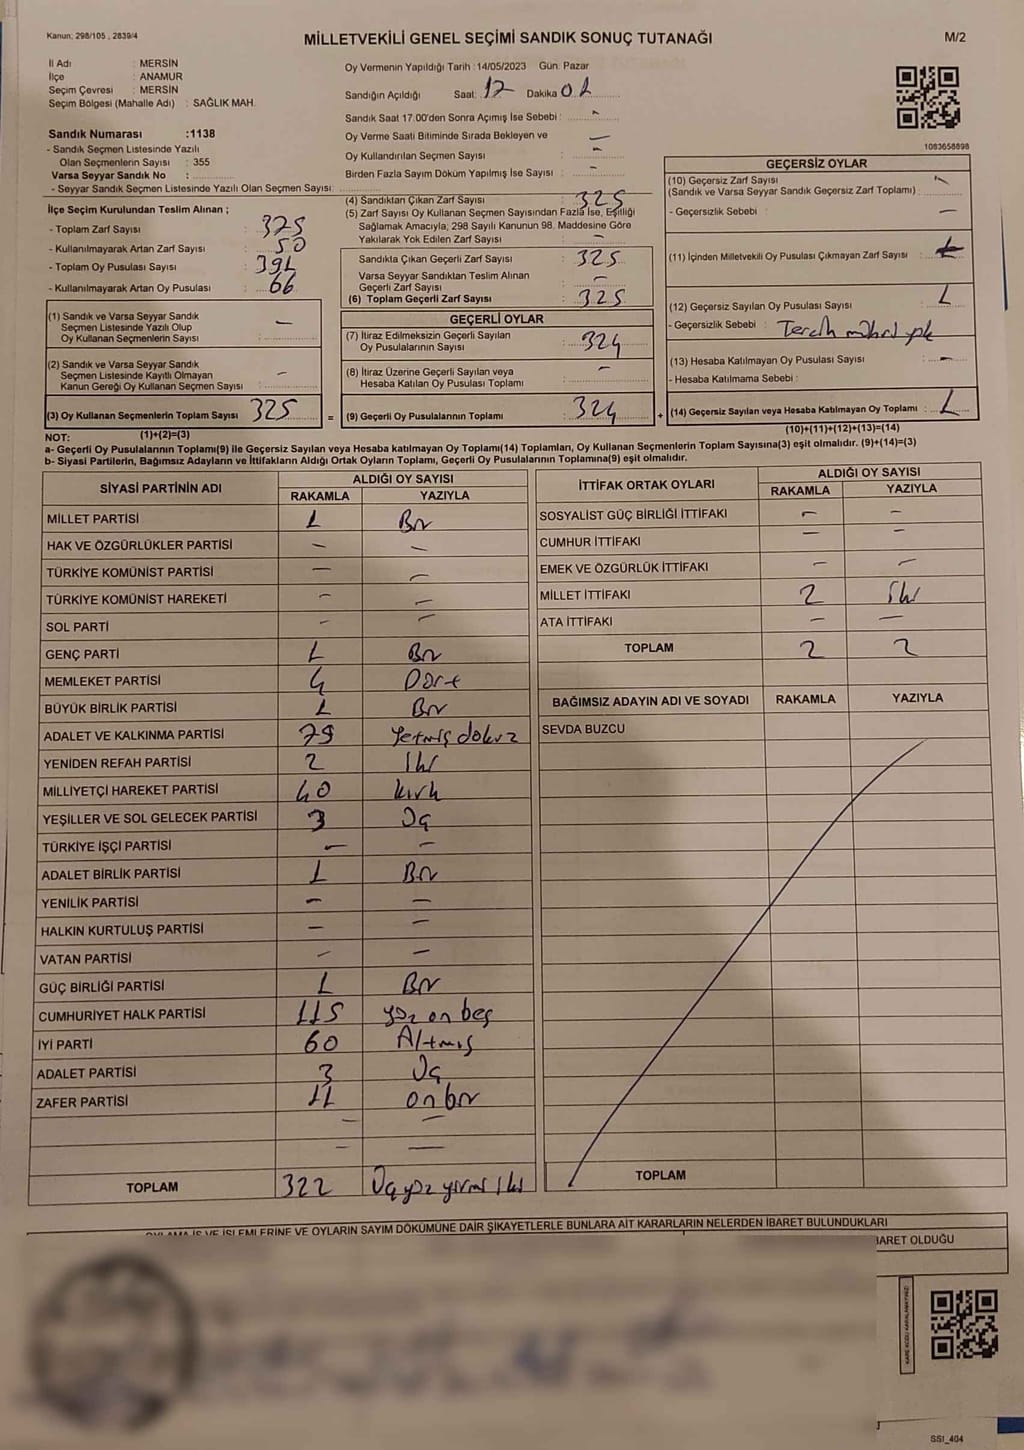 Kanun; 298/105 , 2839/4
MİLLETVEKİLİ GENEL SEÇİMİ SANDIK SONUÇ TUTANAĞI
M/2
İl Adı : MERSİN
İlçe : ANAMUR
Seçim Çevresi : MERSİN
Seçim Bölgesi (Mahalle Adı) : SAĞLIK MAH.
Sandık Numarası :1138
- Sandık Seçmen Listesinde Yazılı
Olan Seçmenlerin Sayısı : 355
Varsa Seyyar Sandık No :
- Seyyar Sandık Seçmen Listesinde Yazılı Olan Seçmen Sayısı:
Oy Vermenin Yapıldığı Tarih :14/05/2023 Gün: Pazar
Sandığın Açıldığı Saat: 17 Dakika 01
Sandık Saat 17:00'den Sonra Açımış İse Sebebi : -
Oy Verme Saati Bitiminde Sırada Bekleyen ve -
Oy Kullandırılan Seçmen Sayısı : -
Birden Fazla Sayım Döküm Yapılmış İse Sayısı : -
1083658898
İlçe Seçim Kurulundan Teslim Alınan ;
- Toplam Zarf Sayısı : 375
- Kullanılmayarak Artan Zarf Sayısı : 50
- Toplam Oy Pusulası Sayısı : 391
- Kullanılmayarak Artan Oy Pusulası : 66
(4) Sandıktan Çıkan Zarf Sayısı : 325
(5) Zarf Sayısı Oy Kullanan Seçmen Sayısından Fazla İse, Eşitliği
Sağlamak Amacıyla, 298 Sayılı Kanunun 98. Maddesine Göre
Yakılarak Yok Edilen Zarf Sayısı : -
Sandıkta Çıkan Geçerli Zarf Sayısı : 325
Varsa Seyyar Sandıktan Teslim Alınan
Geçerli Zarf Sayısı : -
(6) Toplam Geçerli Zarf Sayısı : 325
GEÇERSİZ OYLAR
(10) Geçersiz Zarf Sayısı -
(Sandık ve Varsa Seyyar Sandık Geçersiz Zarf Toplamı) :
- Geçersizlik Sebebi : -
(11) İçinden Milletvekili Oy Pusulası Çıkmayan Zarf Sayısı :
(12) Geçersiz Sayılan Oy Pusulası Sayısı : 1
- Geçersizlik Sebebi : Tercih mührü yok
(13) Hesaba Katılmayan Oy Pusulası Sayısı : -
- Hesaba Katılmama Sebebi :
(14) Geçersiz Sayılan veya Hesaba Katılmayan Oy Toplamı : 1
(10)+(11)+(12)+(13)=(14)
(1) Sandık ve Varsa Seyyar Sandık
Seçmen Listesinde Yazılı Olup
Oy Kullanan Seçmenlerin Sayısı : -
(2) Sandık ve Varsa Seyyar Sandık
Seçmen Listesinde Kayıtlı Olmayan
Kanun Gereği Oy Kullanan Seçmen Sayısı : -
(3) Oy Kullanan Seçmenlerin Toplam Sayısı 325 =
GEÇERLİ OYLAR
(7) İtiraz Edilmeksizin Geçerli Sayılan
Oy Pusulalarının Sayısı : 324
(8) İtiraz Üzerine Geçerli Sayılan veya
Hesaba Katılan Oy Pusulası Toplamı : -
(9) Geçerli Oy Pusulalarının Toplamı : 324 +
NOT: (1)+(2)=(3)
a- Geçerli Oy Pusulalarının Toplamı(9) ile Geçersiz Sayılan veya Hesaba katılmayan Oy Toplamı(14) Toplamları, Oy Kullanan Seçmenlerin Toplam Sayısına(3) eşit olmalıdır. (9)+(14)=(3)
b- Siyasi Partilerin, Bağımsız Adayların ve İttifakların Aldığı Ortak Oyların Toplamı, Geçerli Oy Pusulalarının Toplamına(9) eşit olmalıdır.
SİYASİ PARTİNİN ADI ALDIĞI OY SAYISI
RAKAMLA YAZIYLA
MİLLET PARTİSİ 1 Bir
HAK VE ÖZGÜRLÜKLER PARTİSİ - -
TÜRKİYE KOMÜNİST PARTİSİ - -
TÜRKİYE KOMÜNİST HAREKETİ - -
SOL PARTİ - -
GENÇ PARTİ 1 Bir
MEMLEKET PARTİSİ 4 Dört
BÜYÜK BİRLİK PARTİSİ 1 Bir
ADALET VE KALKINMA PARTİSİ 79 Yetmiş dokuz
YENİDEN REFAH PARTİSİ 2 İki
MİLLİYETÇİ HAREKET PARTİSİ 40 Kırk
YEŞİLLER VE SOL GELECEK PARTİSİ 3 Üç
TÜRKİYE İŞÇİ PARTİSİ - -
ADALET BİRLİK PARTİSİ 1 Bir
YENİLİK PARTİSİ - -
HALKIN KURTULUŞ PARTİSİ - -
VATAN PARTİSİ - -
GÜÇ BİRLİĞİ PARTİSİ 1 Bir
CUMHURİYET HALK PARTİSİ 115 yüz on beş
İYİ PARTİ 60 Altmış
ADALET PARTİSİ 3 Üç
ZAFER PARTİSİ 11 on bir
- -
- -
TOPLAM 322 Üç yüz yirmi iki
İTTİFAK ORTAK OYLARI ALDIĞI OY SAYISI
RAKAMLA YAZIYLA
SOSYALİST GÜÇ BİRLİĞİ İTTİFAKI - -
CUMHUR İTTİFAKI - -
EMEK VE ÖZGÜRLÜK İTTİFAKI - -
MİLLET İTTİFAKI 2 İki
ATA İTTİFAKI - -
TOPLAM 2 2
BAĞIMSIZ ADAYIN ADI VE SOYADI RAKAMLA YAZIYLA
SEVDA BUZCU
TOPLAM
İŞ VE İŞLEMLERİNE VE OYLARIN SAYIM DÖKÜMÜNE DAİR ŞİKAYETLERLE BUNLARA AİT KARARLARIN NELERDEN İBARET BULUNDUKLARI
İBARET OLDUĞU
KARE KODU KARALAMAYINIZ
SSI_404